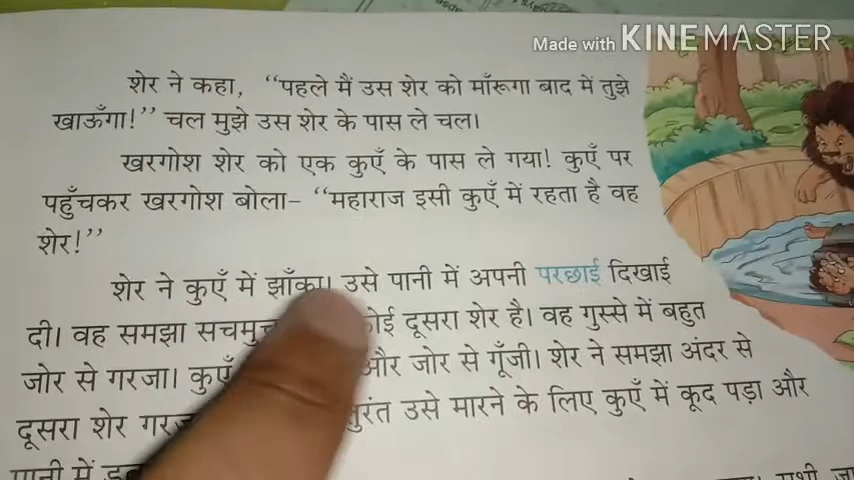 Made with KINEMASTER
शेर ने कहा, “पहले मैं उस शेर को माँरूगा बाद में तुझे
खाऊँगा!” चल मुझे उस शेर के पास ले चल।
खरगोश शेर को एक कुएँ के पास ले गया! कुएँ पर
पहुँचकर खरगोश बोला– “महाराज इसी कुएँ में रहता है वह
शेर!”
शेर ने कुएँ में झाँका। उसे पानी में अपनी परछाई दिखाई
दी। वह समझा सचमुच कोई दूसरा शेर है। वह गुस्से में बहुत
जोर से गरजा। कुएँ और जोर से गूँजी। शेर ने समझा अंदर से
दूसरा शेर तुरंत उसे मारने के लिए कुएँ में कूद पड़ा और
पानी में